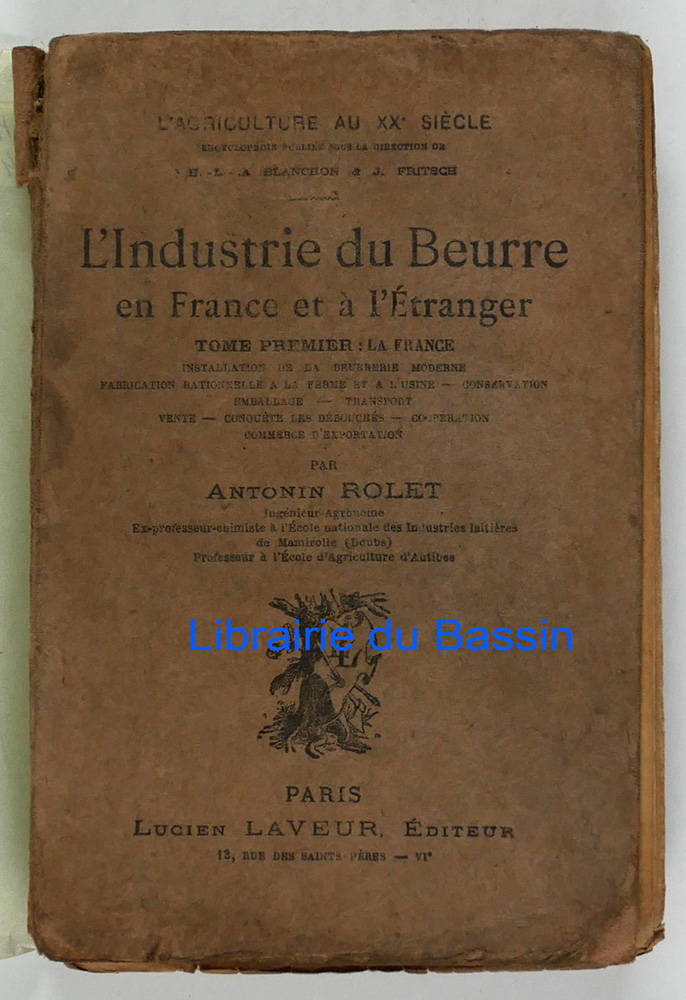 L'AGRICULTURE AU XXᵉ SIÈCLE
ENCYCLOPÉDIE PUBLIÉE SOUS LA DIRECTION DE
H.-L.-A BLANCHON & J. FRITSCH
L'Industrie du Beurre
en France et à l'Étranger
TOME PREMIER : LA FRANCE
INSTALLATION DE LA BEURRERIE MODERNE
FABRICATION RATIONNELLE A LA FERME ET A L'USINE — CONSERVATION
EMBALLAGE — TRANSPORT
VENTE — CONQUÊTE DES DÉBOUCHÉS — COOPÉRATION
COMMERCE D'EXPORTATION
PAR
ANTONIN ROLET
Ingénieur-Agronome
Ex-professeur-chimiste à l'École nationale des Industries laitières
de Mamirolle (Doubs)
Professeur à l'École d'Agriculture d'Antibes
Librairie du Bassin
PARIS
LUCIEN LAVEUR, ÉDITEUR
13, RUE DES SAINTS-PÈRES — VIᵉ